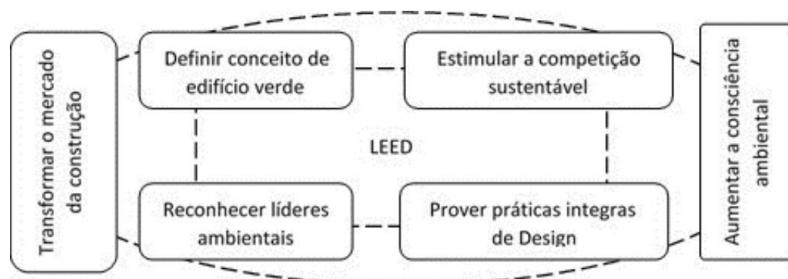 Transformar o mercado
da construção
Definir conceito de
edifício verde
Estimular a competição
sustentável
LEED
Reconhecer líderes
ambientais
Prover práticas integras
de Design
Aumentar a consciência
ambiental